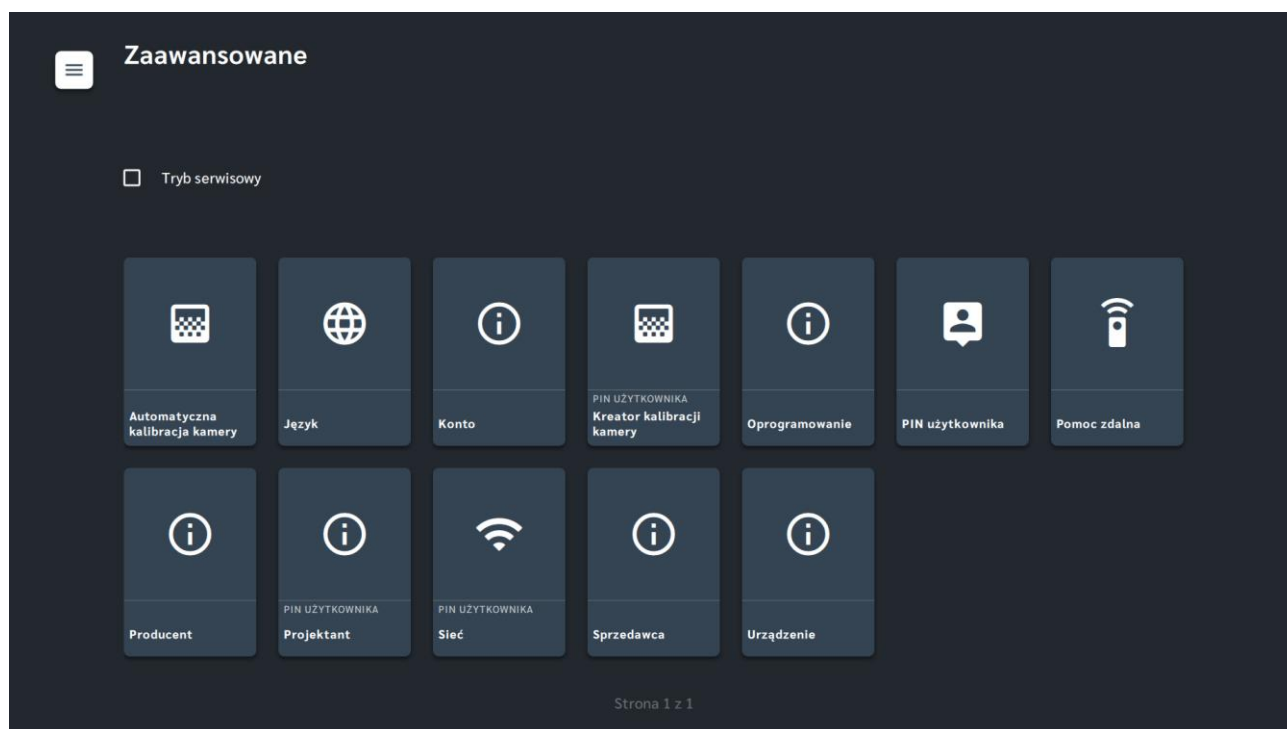 Zaawansowane
Tryb serwisowy
Automatyczna
kalibracja kamery
Język
Konto
PIN UŻYTKOWNIKA
Kreator kalibracji
kamery
Oprogramowanie
PIN użytkownika
Pomoc zdalna
Producent
PIN UŻYTKOWNIKA
Projektant
PIN UŻYTKOWNIKA
Sieć
Sprzedawca
Urządzenie
Strona 1 z 1